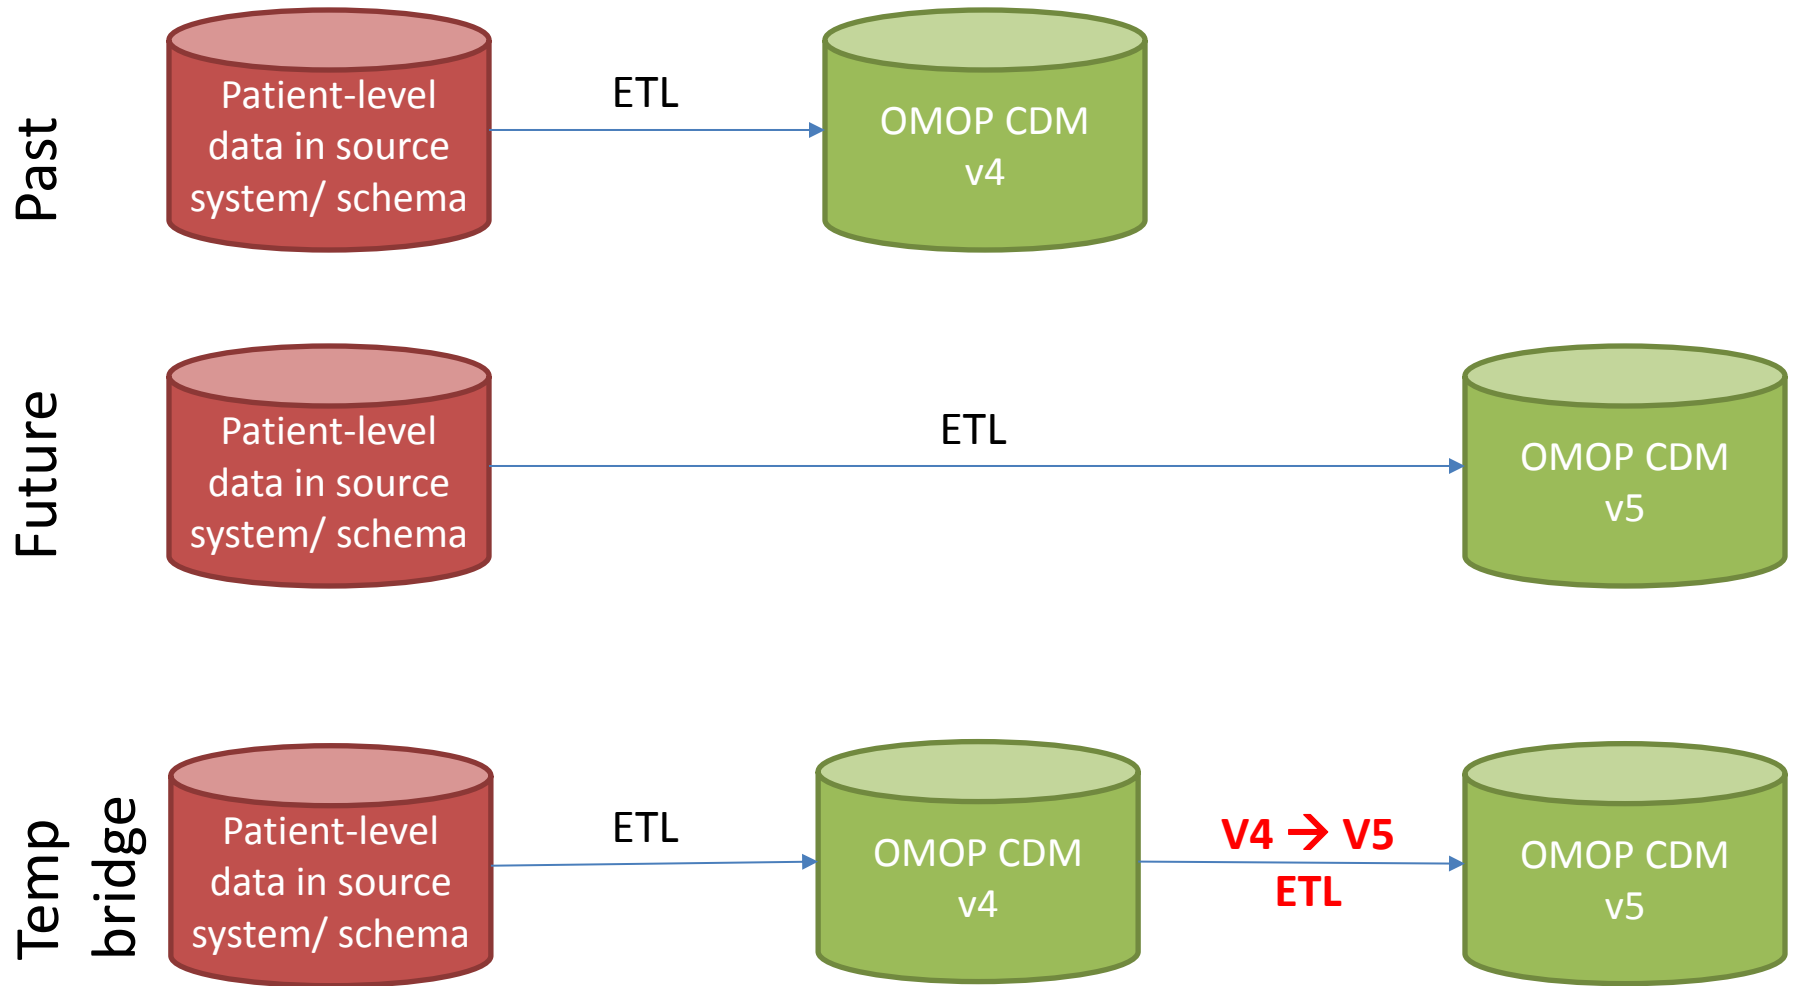 Past
Patient-level
data in source
system/ schema
ETL
OMOP CDM
v4
Future
Patient-level
data in source
system/ schema
ETL
OMOP CDM
v5
Temp
bridge
Patient-level
data in source
system/ schema
ETL
OMOP CDM
v4
V4 → V5
ETL
OMOP CDM
v5